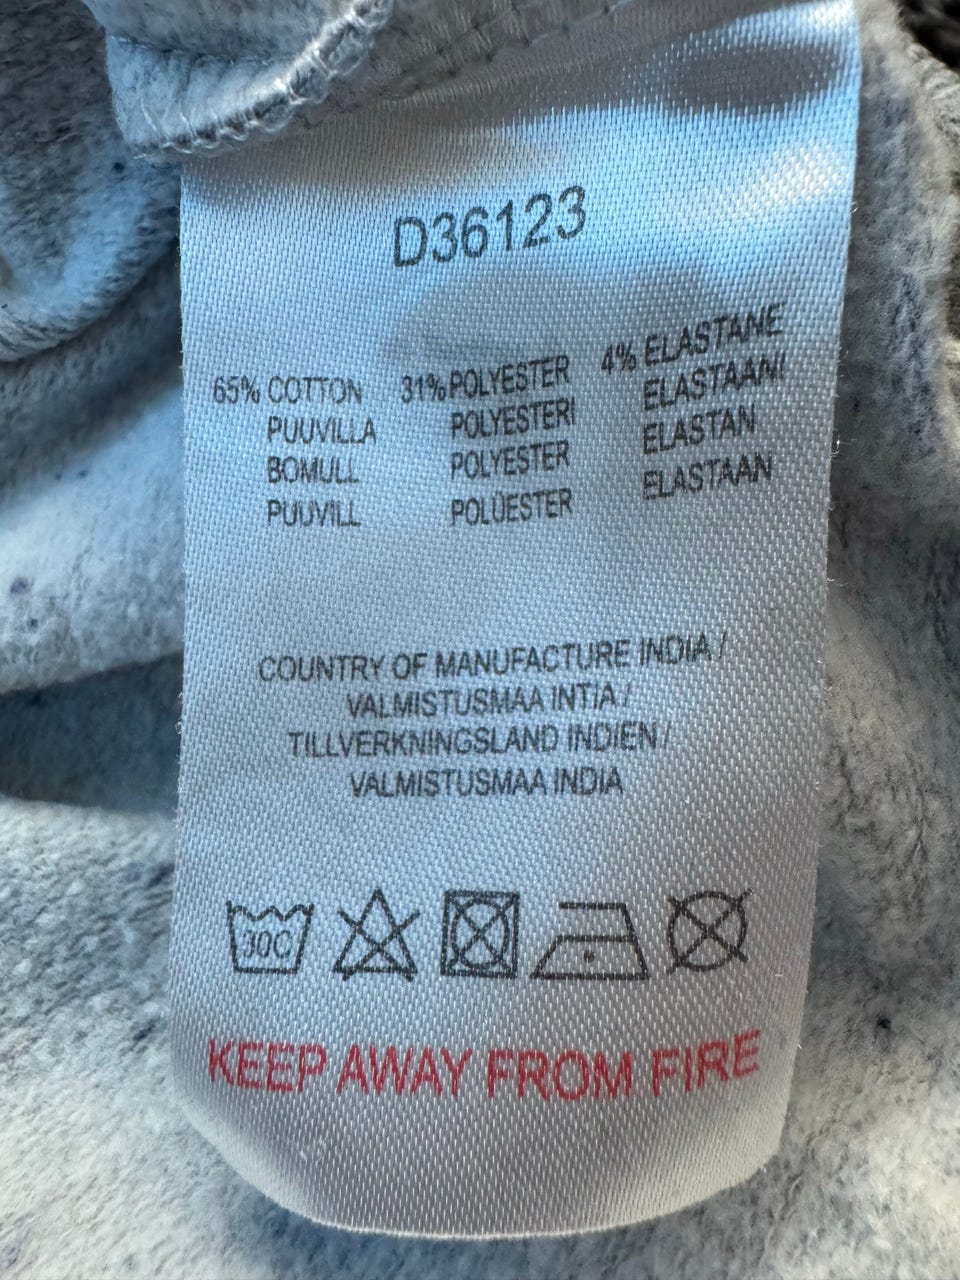 D36123
65% COTTON 31% POLYESTER 4% ELASTANE
PUUVILLA POLYESTERI ELASTAANI
BOMULL POLYESTER ELASTAN
PUUVILL POLÜESTER ELASTAAN
COUNTRY OF MANUFACTURE INDIA /
VALMISTUSMAA INTIA /
TILLVERKNINGSLAND INDIEN /
VALMISTUSMAA INDIA
30C
KEEP AWAY FROM FIRE